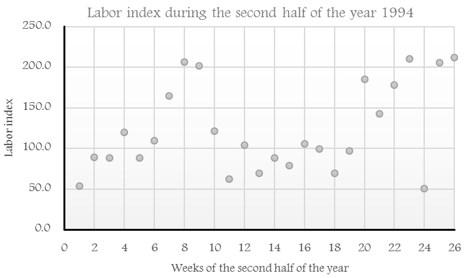 Labor index during the second half of the year 1994
250.0
200.0
150.0
100.0
50.0
0.0
Labor index
0 2 4 6 8 10 12 14 16 18 20 22 24 26
Weeks of the second half of the year